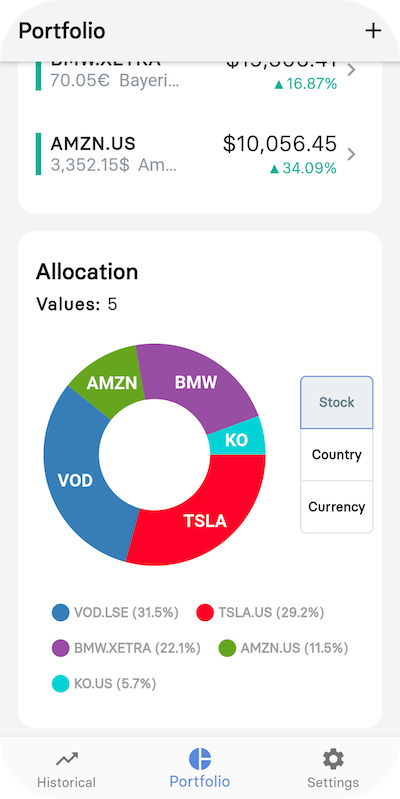 Portfolio
BMW.XETRA
70.05€ Bayeri...
▲16.87%
AMZN.US $10,056.45
3,352.15$ Am... ▲34.09%
Allocation
Values: 5
AMZN
BMW
KO
VOD
TSLA
Stock
Country
Currency
VOD.LSE (31.5%) TSLA.US (29.2%)
BMW.XETRA (22.1%) AMZN.US (11.5%)
KO.US (5.7%)
Historical Portfolio Settings